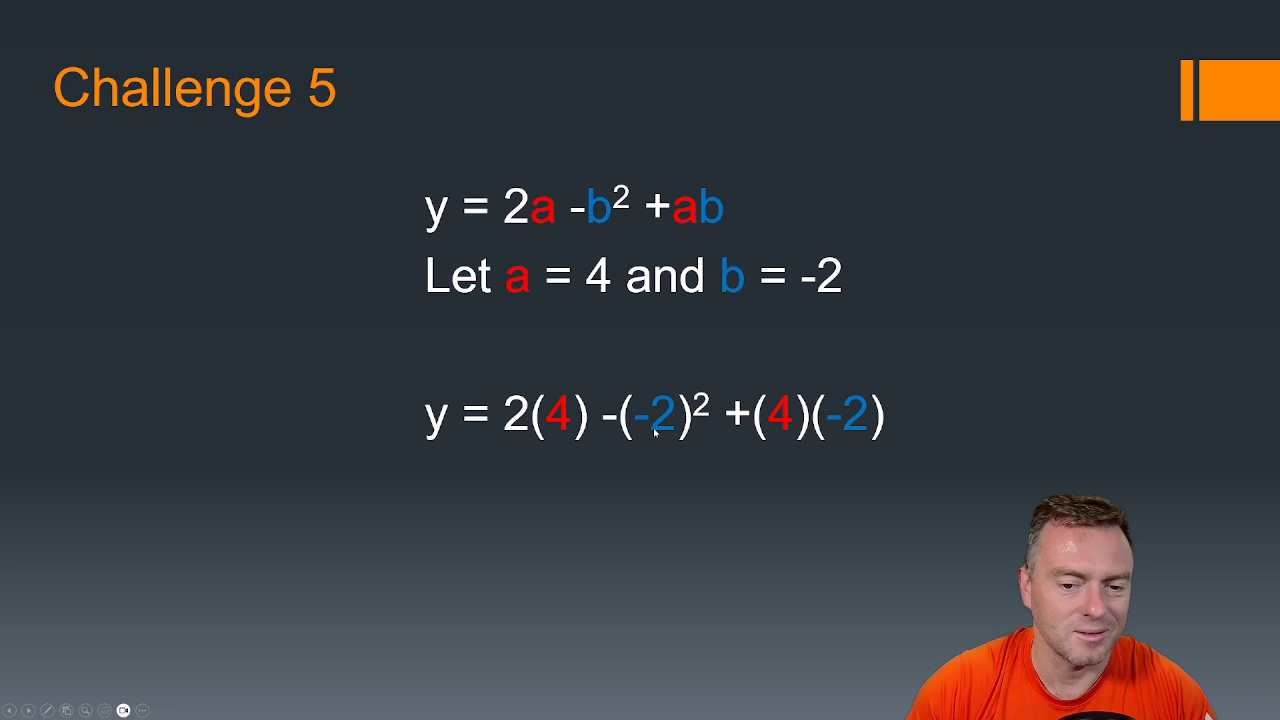 Challenge 5
y = 2a -b² +ab
Let a = 4 and b = -2
y = 2(4) -(-2)² +(4)(-2)